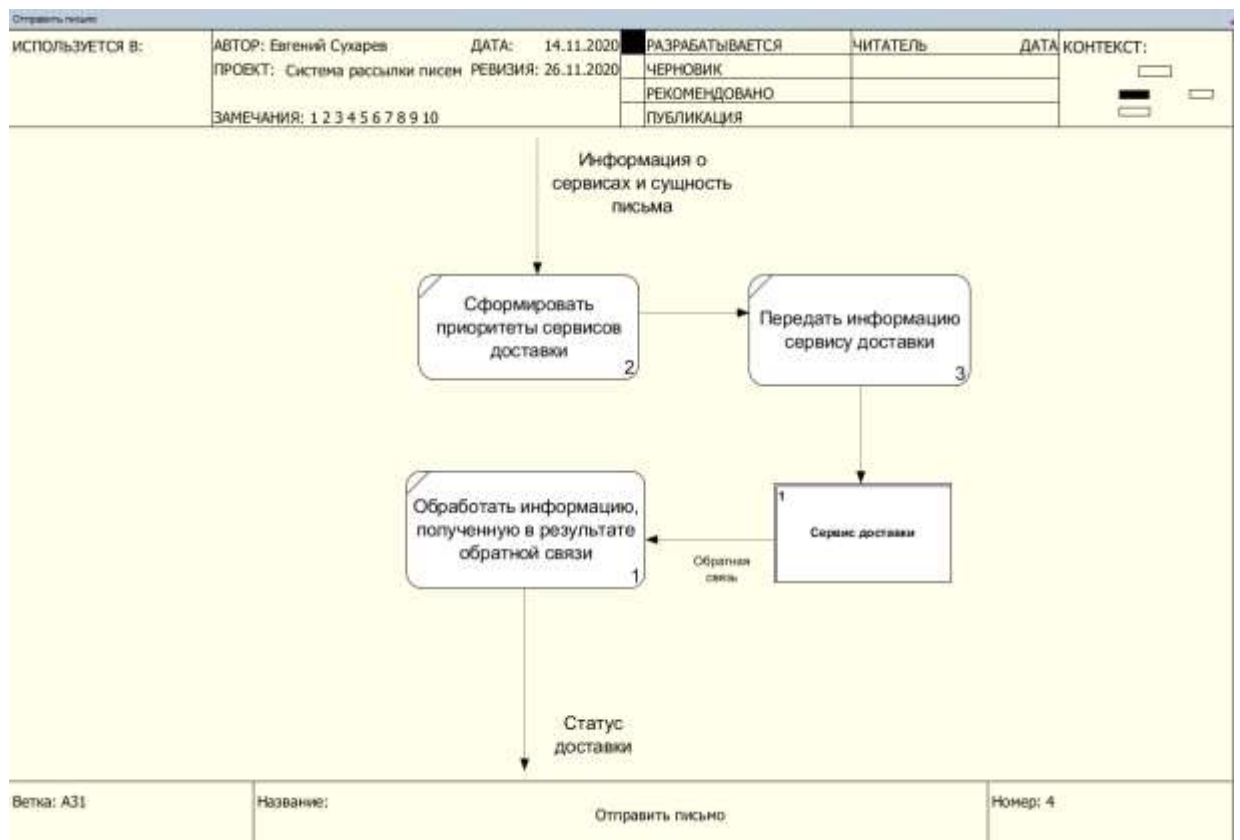 Отправить письмо
ИСПОЛЬЗУЕТСЯ В:
АВТОР: Евгений Сухарев
ДАТА: 14.11.2020
РАЗРАБАТЫВАЕТСЯ
ЧИТАТЕЛЬ
ДАТА
КОНТЕКСТ:
ПРОЕКТ: Система рассылки писем
РЕВИЗИЯ: 26.11.2020
ЧЕРНОВИК
РЕКОМЕНДОВАНО
ЗАМЕЧАНИЯ: 1 2 3 4 5 6 7 8 9 10
ПУБЛИКАЦИЯ
Информация о
сервисах и сущность
письма
Сформировать
приоритеты сервисов
доставки
2
Передать информацию
сервису доставки
3
Обработать информацию,
полученную в результате
обратной связи
1
Обратная
связь
1
Сервис доставки
Статус
доставки
Ветка: A31
Название:
Отправить письмо
Номер: 4